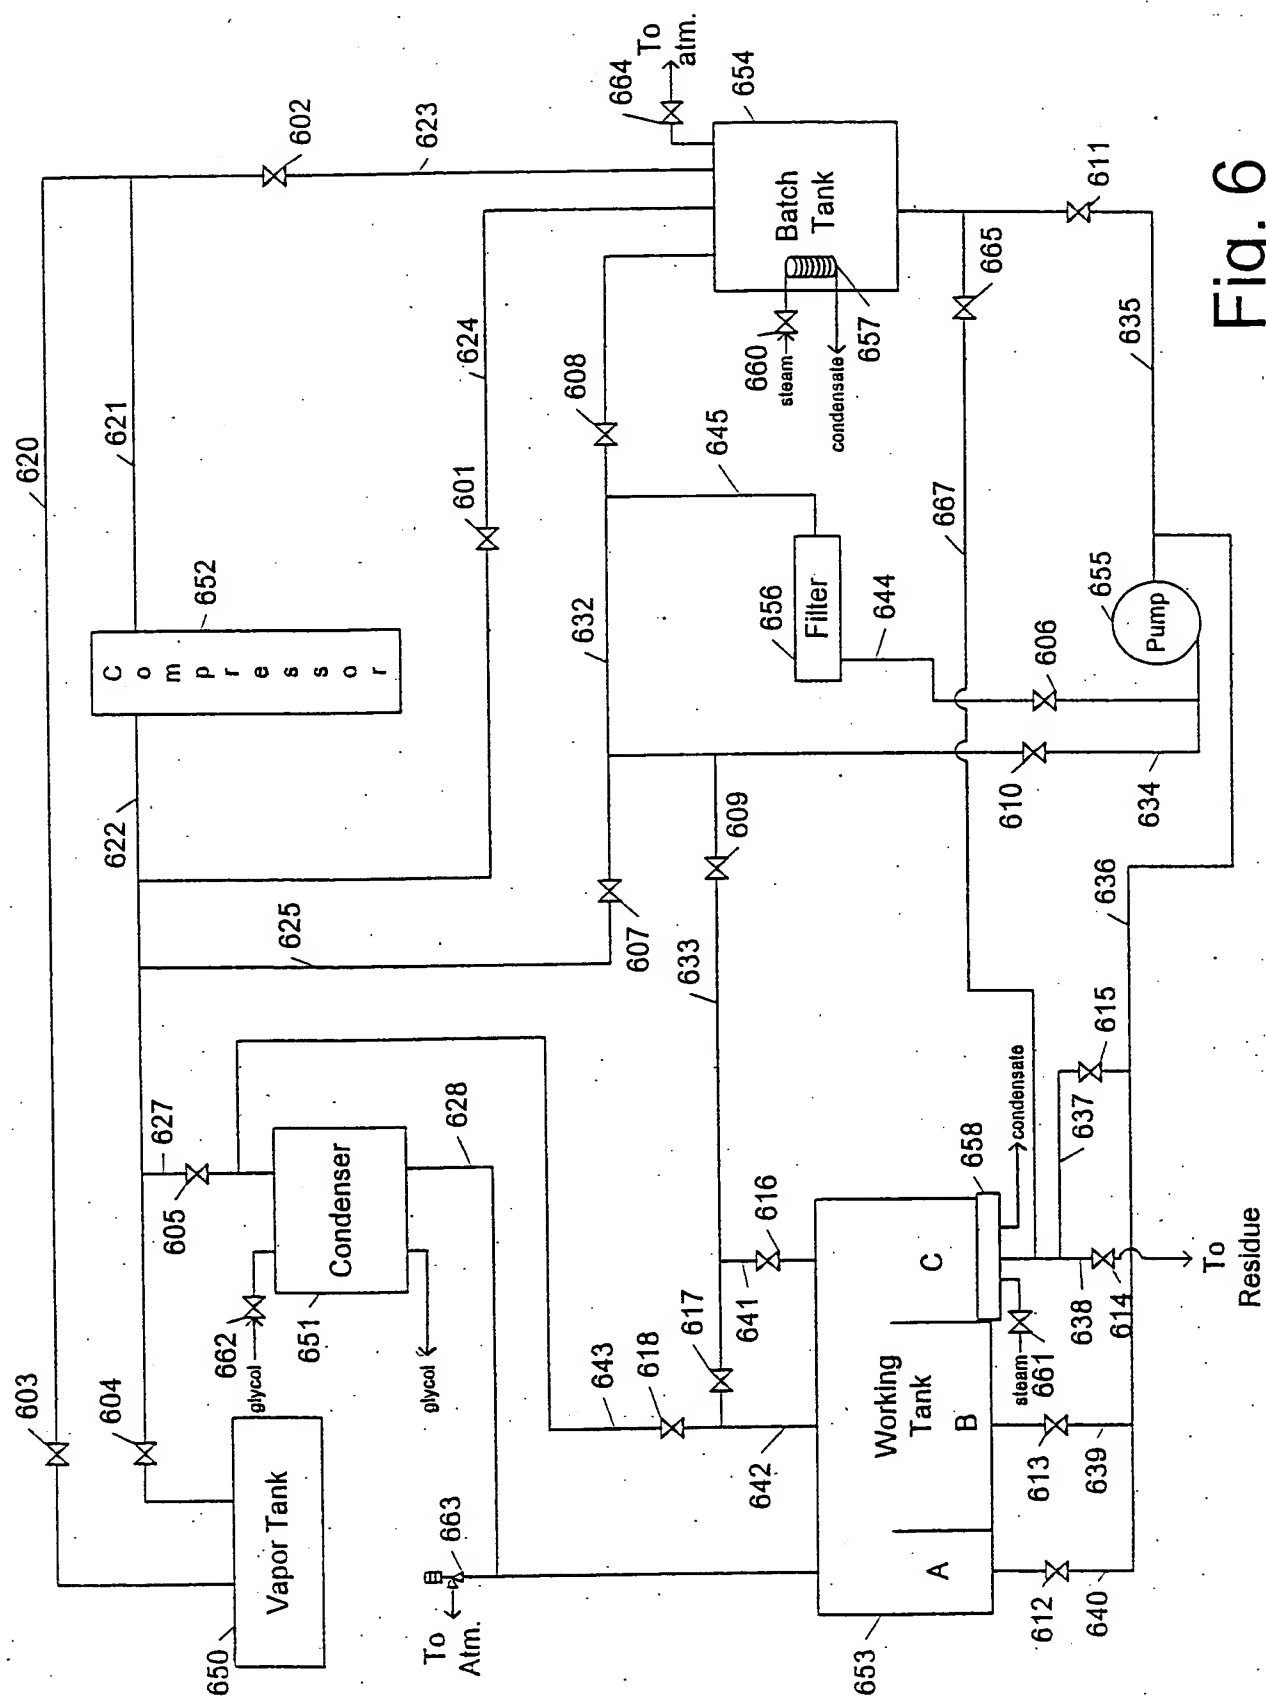 620
621
622
623
602
664
To
atm.
654
Batch
Tank
660
steam
condensate
657
611
665
624
601
608
645
667
635
652
Compressor
632
656
Filter
644
606
655
Pump
610
634
609
625
607
633
636
615
637
627
605
Condenser
628
662
glycol
651
glycol
616
641
617
618
643
642
658
condensate
steam
661
638
614
To
Residue
603
604
Vapor Tank
650
663
To
Atm.
Working
Tank
A
B
C
653
613
639
612
640
Fig. 6